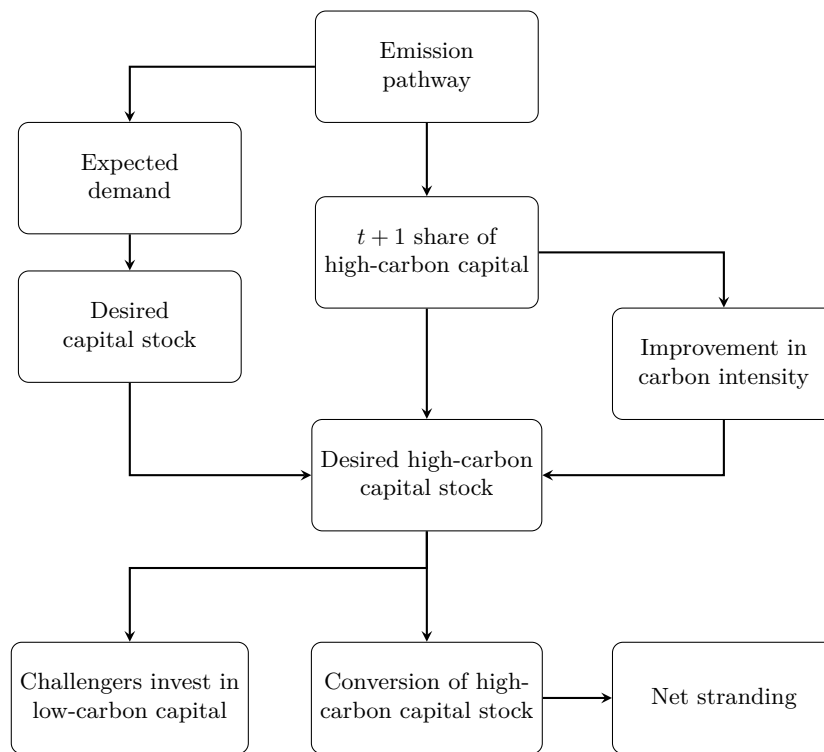 Emission
pathway
Expected
demand
t + 1 share of
high-carbon capital
Desired
capital stock
Improvement in
carbon intensity
Desired high-carbon
capital stock
Challengers invest in
low-carbon capital
Conversion of high-
carbon capital stock
Net stranding